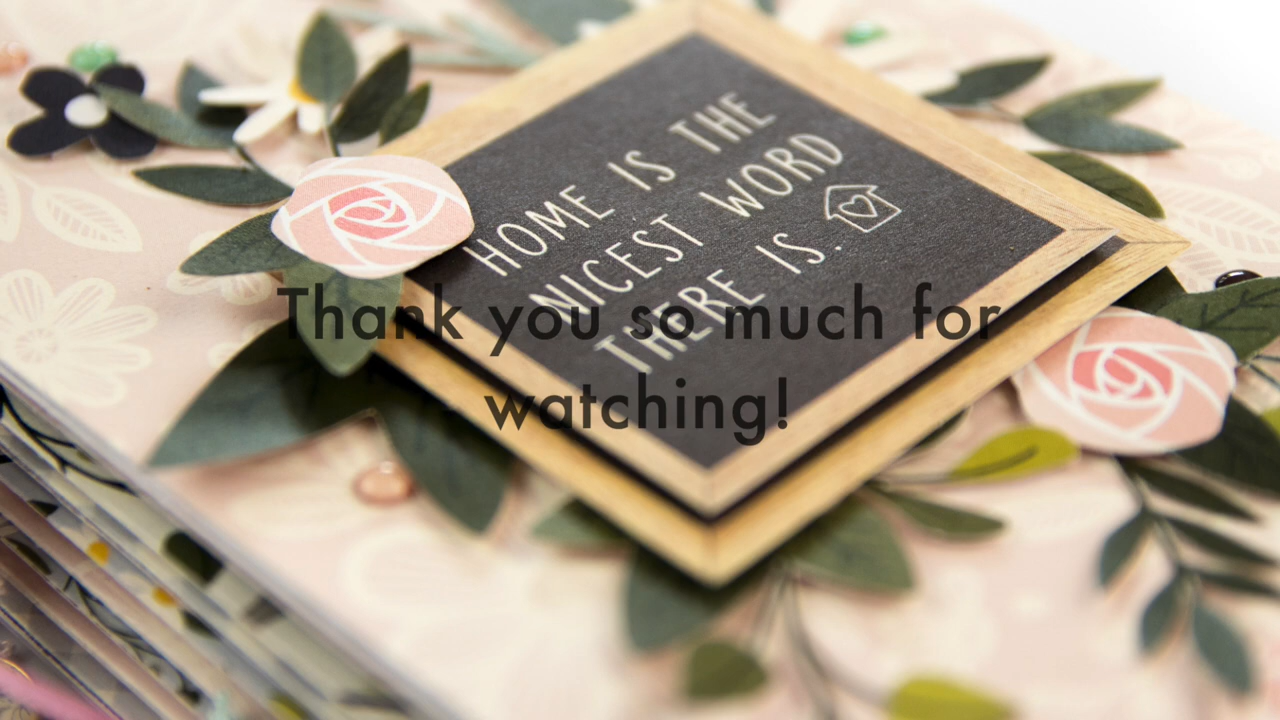 HOME IS THE
NICEST WORD
THERE IS.
Thank you so much for
watching!